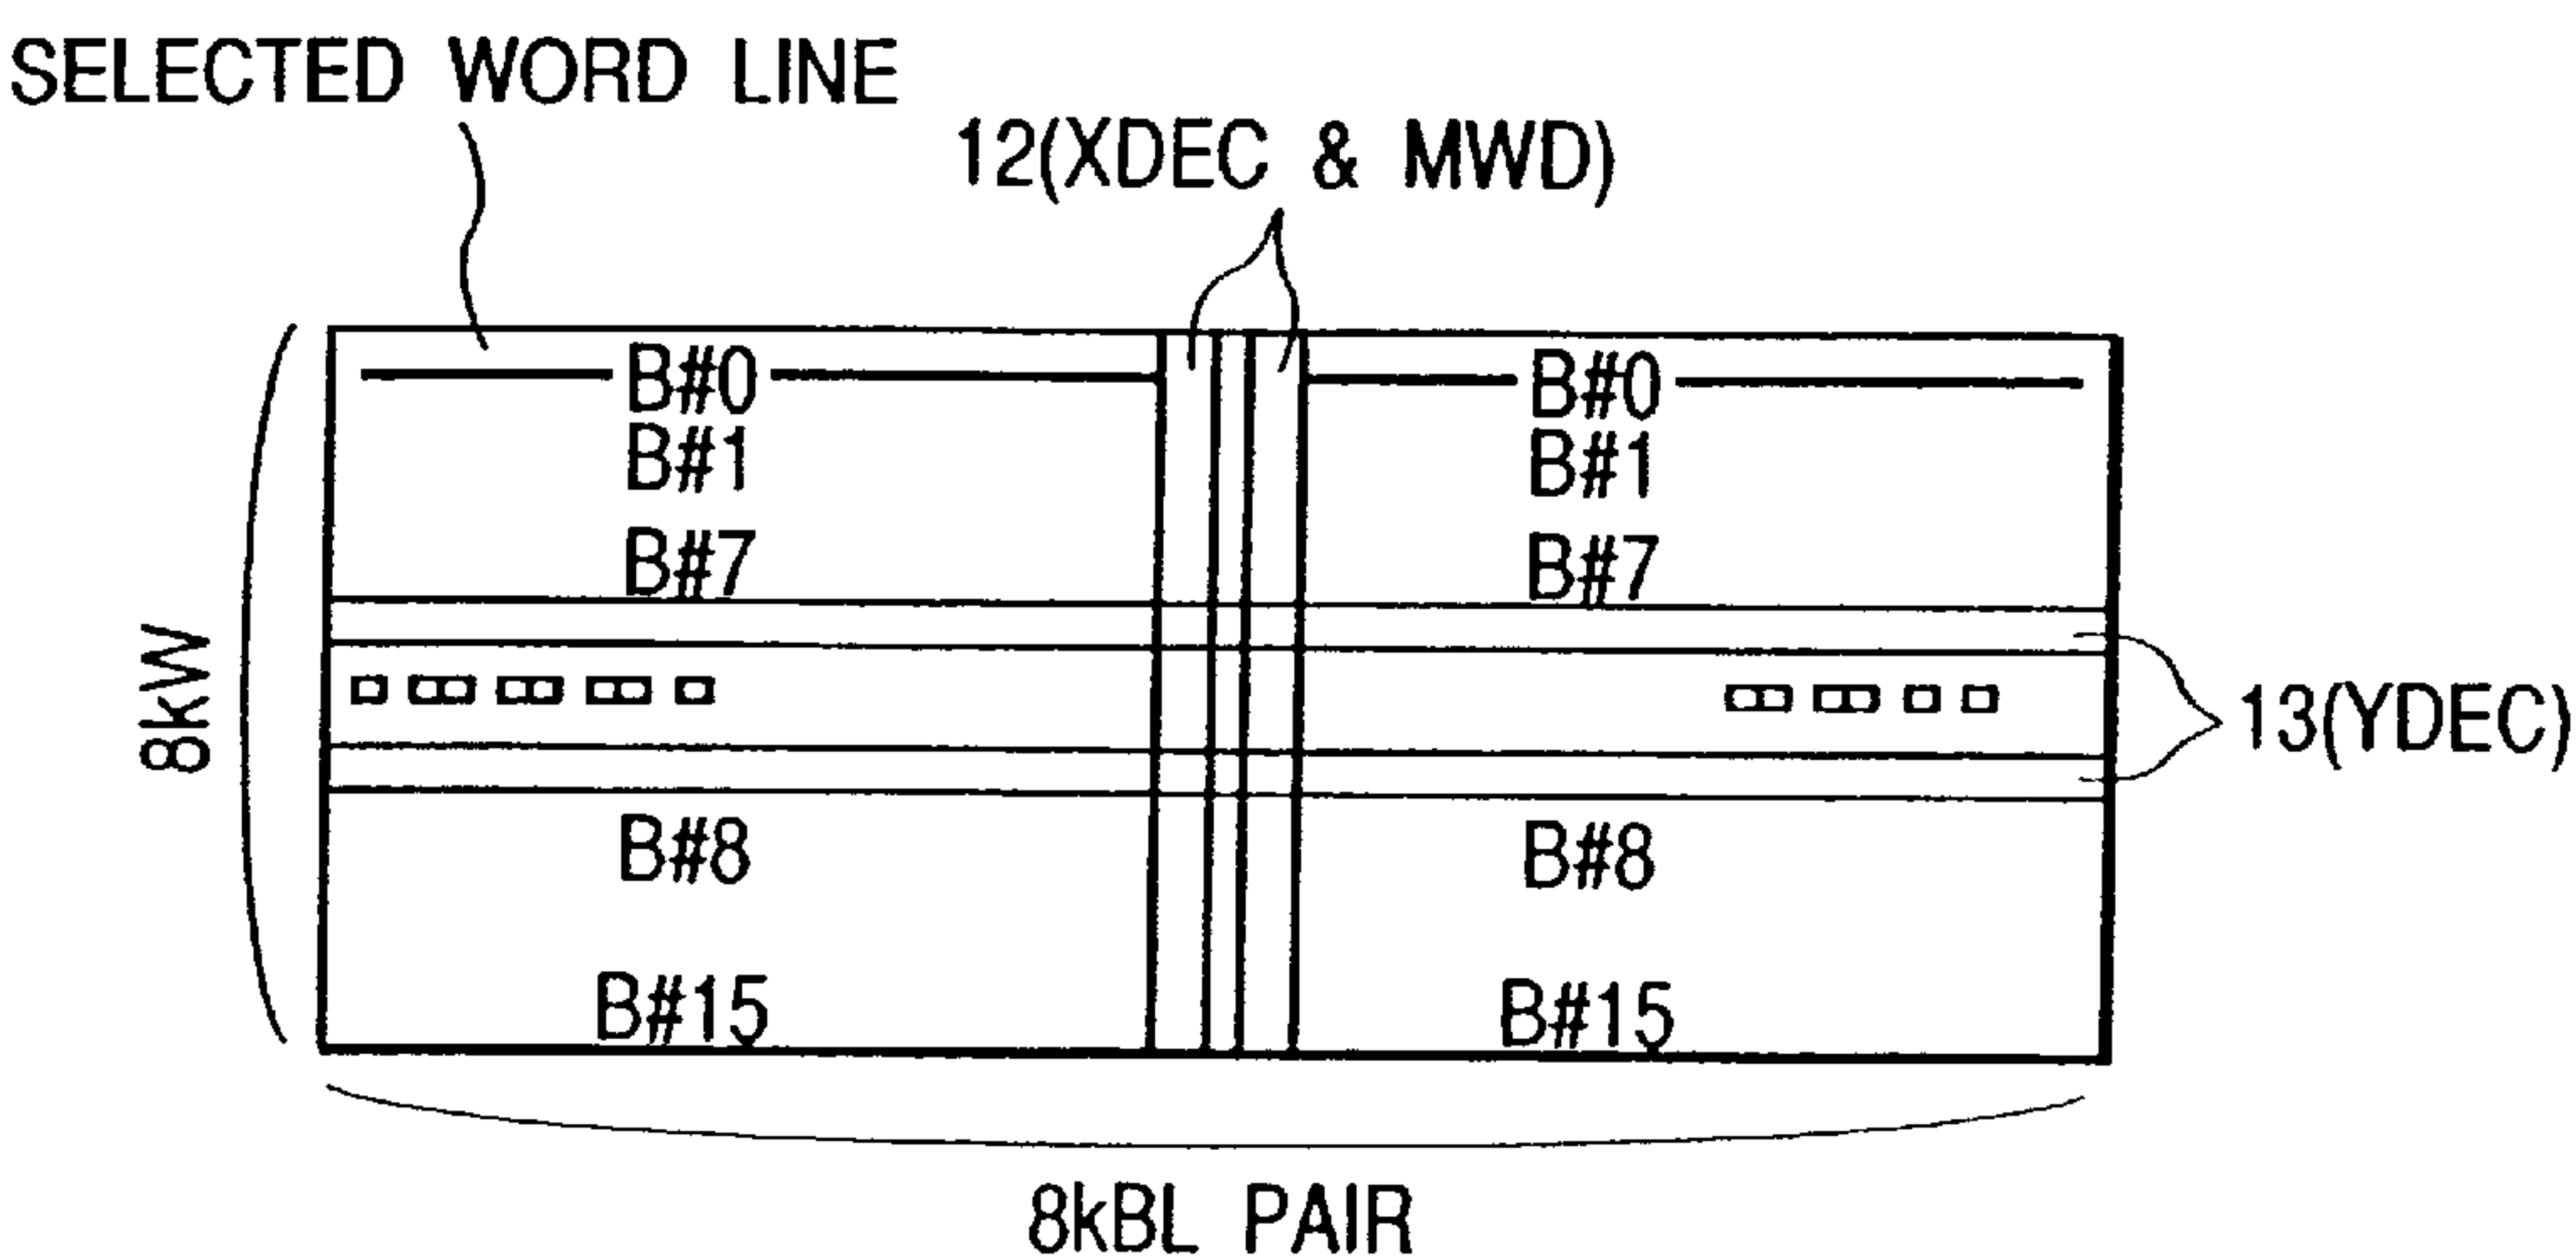 SELECTED WORD LINE
12(XDEC & MWD)
B#0 B#0
B#1 B#1
B#7 B#7
8kW
13(YDEC)
B#8 B#8
B#15 B#15
8kBL PAIR